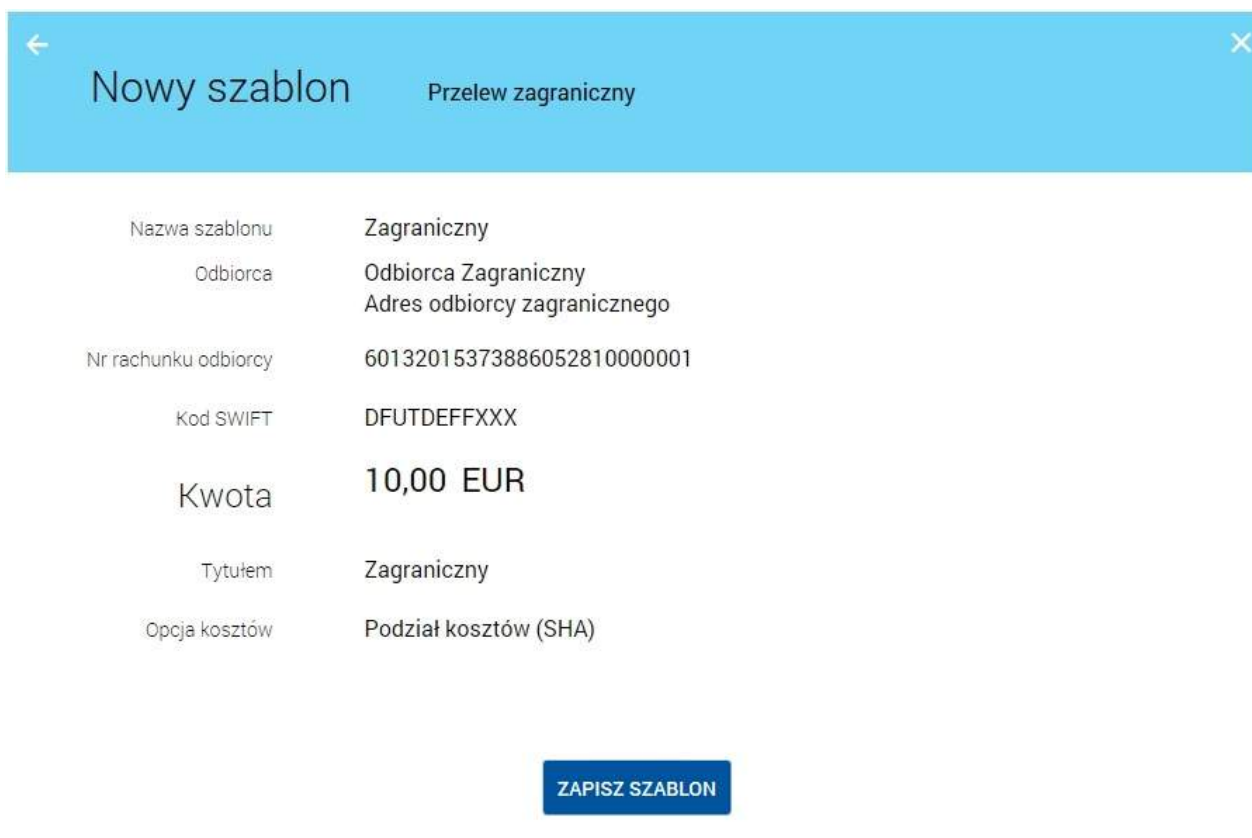 Nowy szablon Przelew zagraniczny
Nazwa szablonu Zagraniczny
Odbiorca Odbiorca Zagraniczny
Adres odbiorcy zagranicznego
Nr rachunku odbiorcy 60132015373886052810000001
Kod SWIFT DFUTDEFFXXX
Kwota 10,00 EUR
Tytułem Zagraniczny
Opcja kosztów Podział kosztów (SHA)
ZAPISZ SZABLON